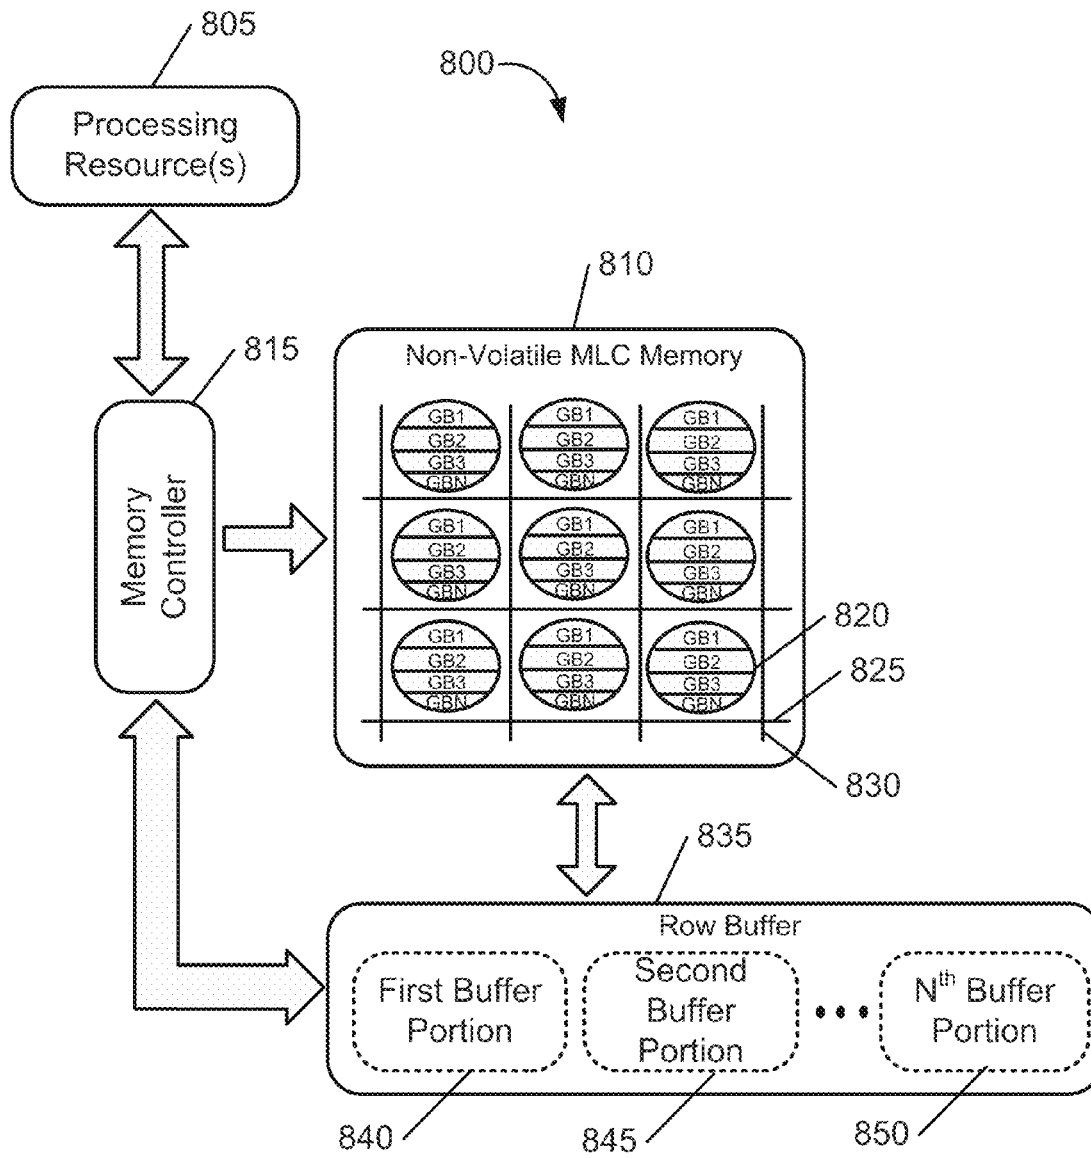 805
800
Processing
Resource(s)
810
815
Non-Volatile MLC Memory
Memory
Controller
GB1 GB1 GB1
GB2 GB2 GB2
GB3 GB3 GB3
GBN GBN GBN
GB1 GB1 GB1
GB2 GB2 GB2
GB3 GB3 GB3
GBN GBN GBN
GB1 GB1 GB1
GB2 GB2 GB2
GB3 GB3 GB3
GBN GBN GBN
820
825
830
835
Row Buffer
First Buffer
Portion
Second
Buffer
Portion
• • •
Nth Buffer
Portion
840
845
850